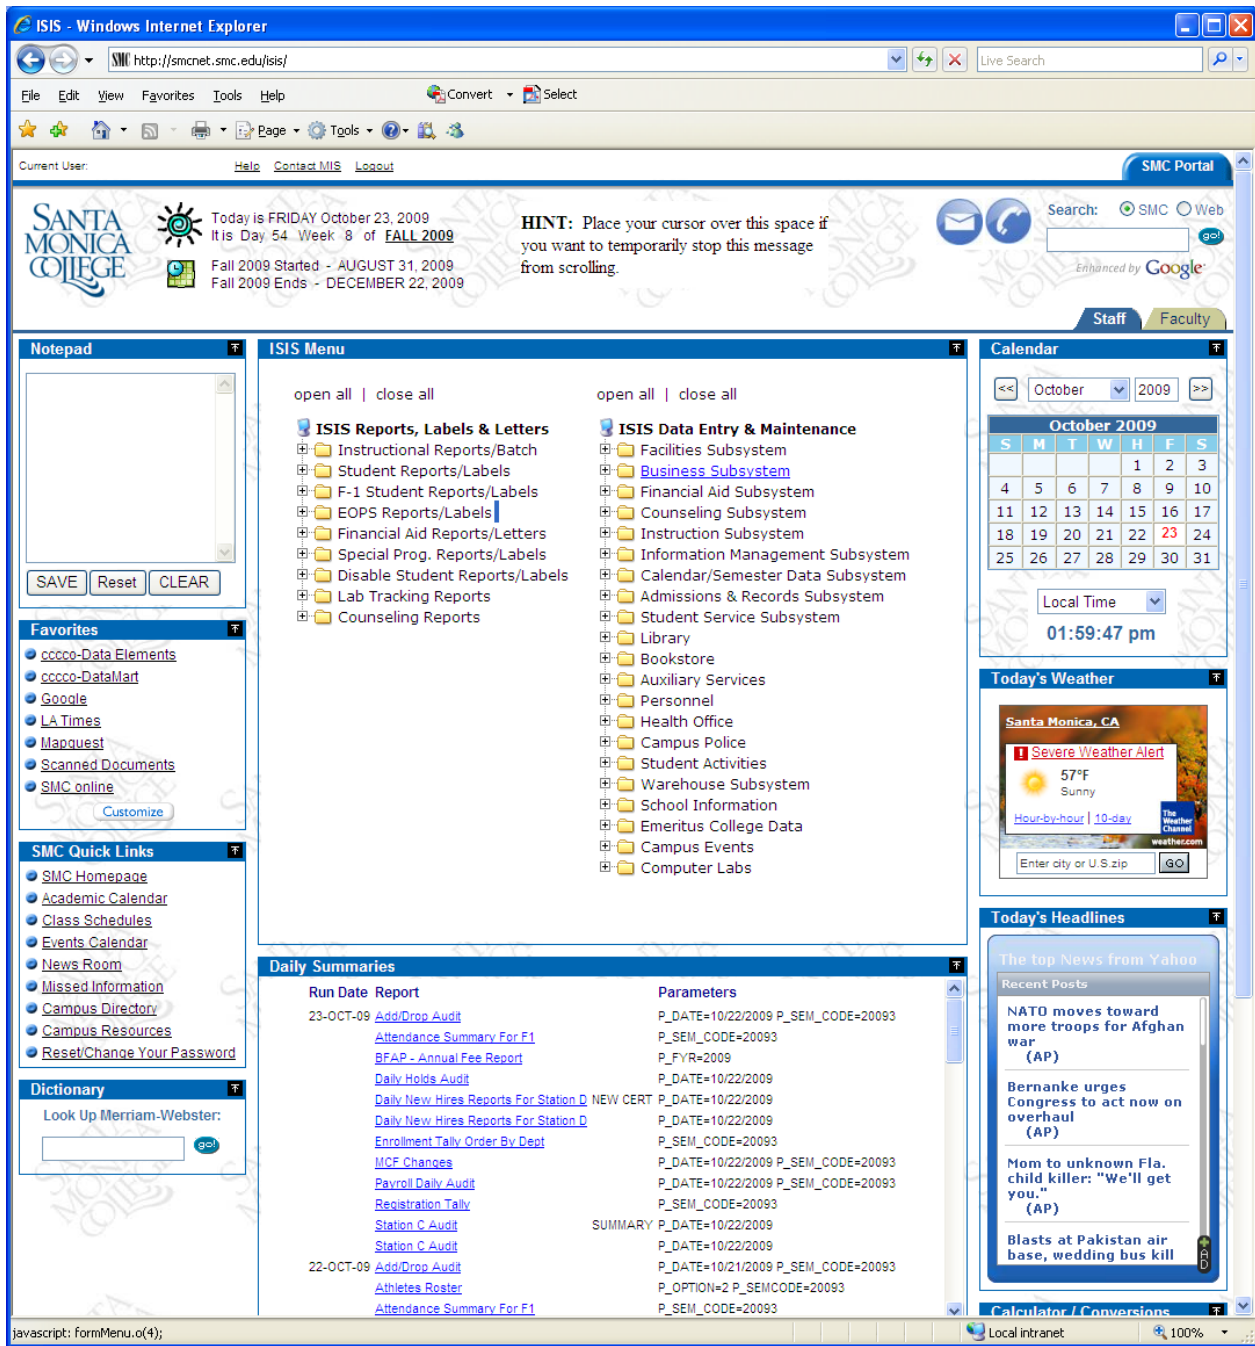 ISIS - Windows Internet Explorer
SMC http://smcnet.smc.edu/isis/
Live Search
File Edit View Favorites Tools Help
Convert Select
Page Tools
Current User: Help Contact MIS Logout
SMC Portal
SANTA MONICA COLLEGE
Today is FRIDAY October 23, 2009
It is Day 54 Week 8 of FALL 2009
Fall 2009 Started - AUGUST 31, 2009
Fall 2009 Ends - DECEMBER 22, 2009
HINT: Place your cursor over this space if
you want to temporarily stop this message
from scrolling.
Search: SMC Web
go!
Enhanced by Google
Staff Faculty
Notepad
SAVE Reset CLEAR
Favorites
cccco-Data Elements
cccco-DataMart
Google
LA Times
Mapquest
Scanned Documents
SMC online
Customize
SMC Quick Links
SMC Homepage
Academic Calendar
Class Schedules
Events Calendar
News Room
Missed Information
Campus Directory
Campus Resources
Reset/Change Your Password
Dictionary
Look Up Merriam-Webster:
go!
ISIS Menu
open all | close all
ISIS Reports, Labels & Letters
Instructional Reports/Batch
Student Reports/Labels
F-1 Student Reports/Labels
EOPS Reports/Labels
Financial Aid Reports/Letters
Special Prog. Reports/Labels
Disable Student Reports/Labels
Lab Tracking Reports
Counseling Reports
open all | close all
ISIS Data Entry & Maintenance
Facilities Subsystem
Business Subsystem
Financial Aid Subsystem
Counseling Subsystem
Instruction Subsystem
Information Management Subsystem
Calendar/Semester Data Subsystem
Admissions & Records Subsystem
Student Service Subsystem
Library
Bookstore
Auxiliary Services
Personnel
Health Office
Campus Police
Student Activities
Warehouse Subsystem
School Information
Emeritus College Data
Campus Events
Computer Labs
Daily Summaries
Run Date Report Parameters
23-OCT-09 Add/Drop Audit P_DATE=10/22/2009 P_SEM_CODE=20093
Attendance Summary For F1 P_SEM_CODE=20093
BFAP - Annual Fee Report P_FYR=2009
Daily Holds Audit P_DATE=10/22/2009
Daily New Hires Reports For Station D NEW CERT P_DATE=10/22/2009
Daily New Hires Reports For Station D P_DATE=10/22/2009
Enrollment Tally Order By Dept P_SEM_CODE=20093
MCF Changes P_DATE=10/22/2009 P_SEM_CODE=20093
Payroll Daily Audit P_DATE=10/22/2009 P_SEM_CODE=20093
Registration Tally P_SEM_CODE=20093
Station C Audit SUMMARY P_DATE=10/22/2009
Station C Audit P_DATE=10/22/2009
22-OCT-09 Add/Drop Audit P_DATE=10/21/2009 P_SEM_CODE=20093
Athletes Roster P_OPTION=2 P_SEMCODE=20093
Attendance Summary For F1 P_SEM_CODE=20093
Calendar
<< October 2009 >>
October 2009
S M T W H F S
1 2 3
4 5 6 7 8 9 10
11 12 13 14 15 16 17
18 19 20 21 22 23 24
25 26 27 28 29 30 31
Local Time
01:59:47 pm
Today's Weather
Santa Monica, CA
Severe Weather Alert
57°F
Sunny
Hour-by-hour | 10-day
The Weather Channel
weather.com
Enter city or U.S.zip GO
Today's Headlines
The top News from Yahoo
Recent Posts
NATO moves toward
more troops for Afghan
war
(AP)
Bernanke urges
Congress to act now on
overhaul
(AP)
Mom to unknown Fla.
child killer: "We'll get
you."
(AP)
Blasts at Pakistan air
base, wedding bus kill
AD
Calculator / Conversions
javascript: formMenu.o(4);
Local intranet
100%